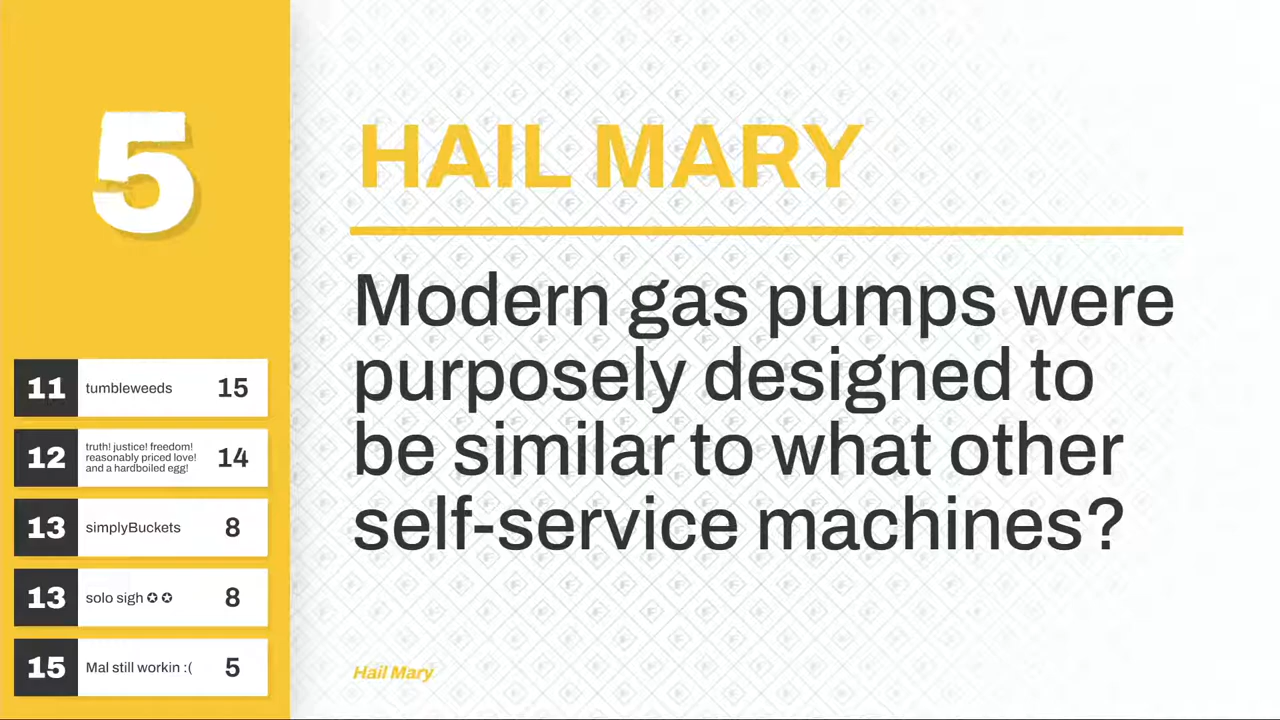 5
HAIL MARY
Modern gas pumps were
purposely designed to
be similar to what other
self-service machines?
11 tumbleweeds 15
12 truth! justice! freedom!
reasonably priced love!
and a hardboiled egg! 14
13 simplyBuckets 8
13 solo sigh ✪ ✪ 8
15 Mal still workin :( 5
Hail Mary